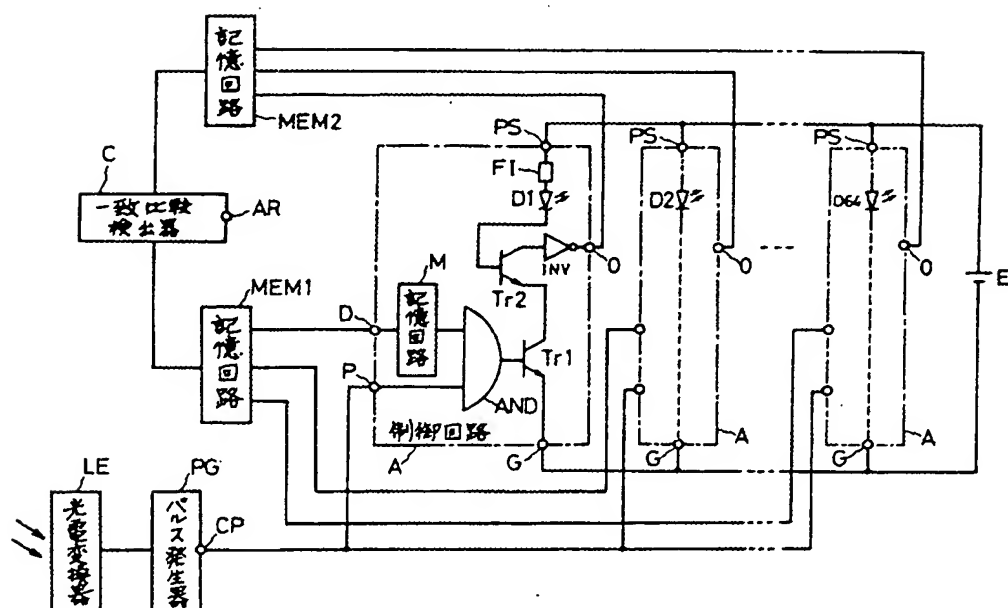 記憶回路
MEM2
C
一致比較
検出器
AR
MEM1
記憶回路
PS
FI
D1
INV
O
Tr2
M
記憶回路
D
P
AND
Tr1
制御回路
A
G
PS
D2
O
A
G
PS
D64
O
A
G
E
LE
光電変換器
PG
パルス発生器
CP